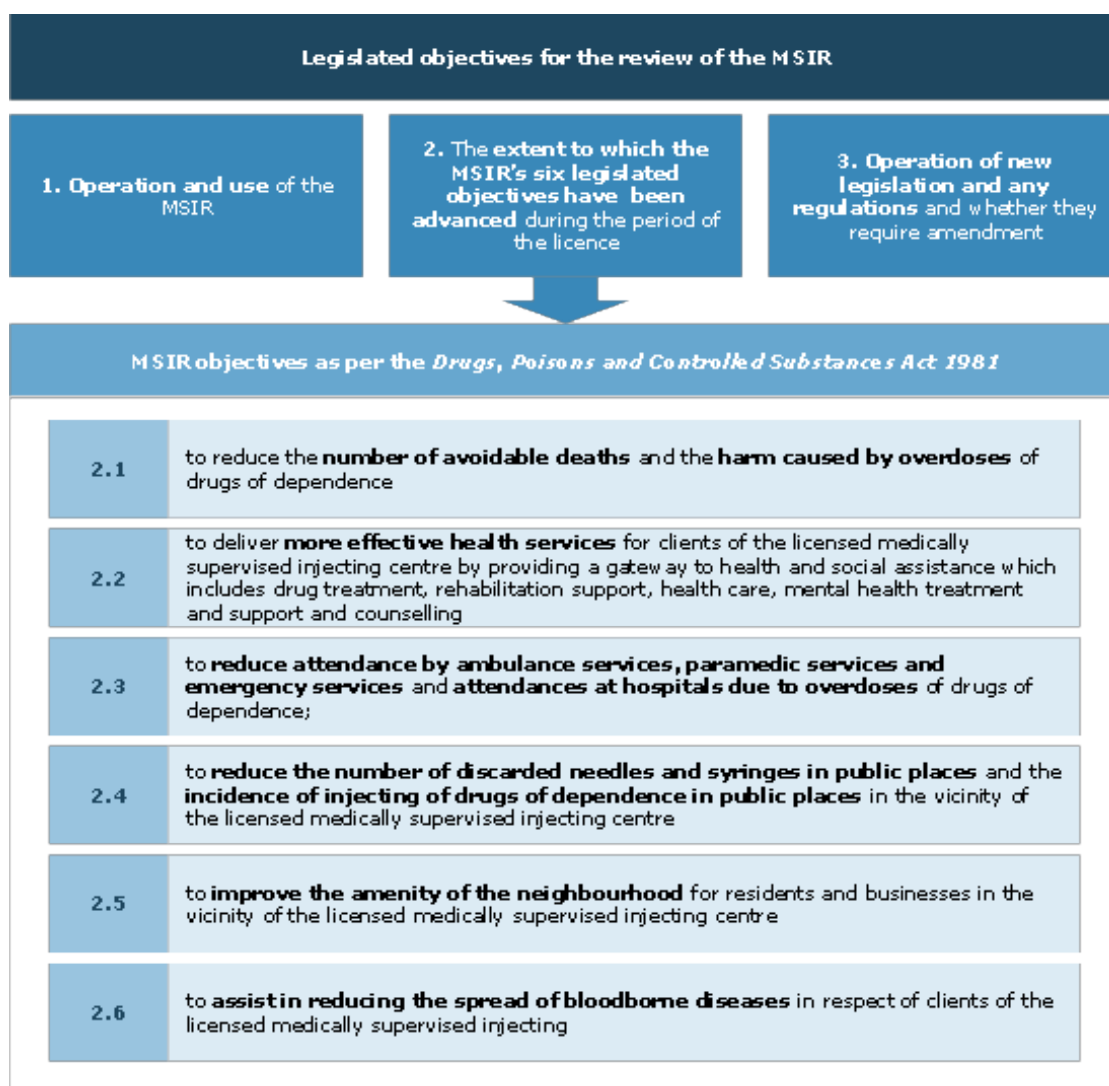 Legislated objectives for the review of the MSIR
1. Operation and use of the
MSIR
2. The extent to which the
MSIR's six legislated
objectives have been
advanced during the period of
the licence
3. Operation of new
legislation and any
regulations and whether they
require amendment
MSIR objectives as per the Drugs, Poisons and Controlled Substances Act 1981
2.1
to reduce the number of avoidable deaths and the harm caused by overdoses of
drugs of dependence
2.2
to deliver more effective health services for clients of the licensed medically
supervised injecting centre by providing a gateway to health and social assistance which
includes drug treatment, rehabilitation support, health care, mental health treatment
and support and counselling
2.3
to reduce attendance by ambulance services, paramedic services and
emergency services and attendances at hospitals due to overdoses of drugs of
dependence;
2.4
to reduce the number of discarded needles and syringes in public places and the
incidence of injecting of drugs of dependence in public places in the vicinity of
the licensed medically supervised injecting centre
2.5
to improve the amenity of the neighbourhood for residents and businesses in the
vicinity of the licensed medically supervised injecting centre
2.6
to assist in reducing the spread of bloodborne diseases in respect of clients of the
licensed medically supervised injecting